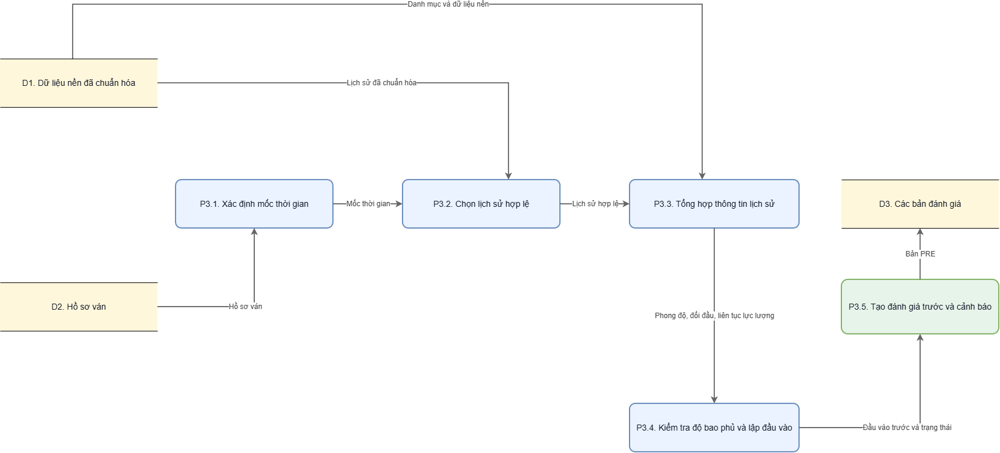 Danh mục và dữ liệu nền
D1. Dữ liệu nền đã chuẩn hóa
Lịch sử đã chuẩn hóa
P3.1. Xác định mốc thời gian
Mốc thời gian
P3.2. Chọn lịch sử hợp lệ
Lịch sử hợp lệ
P3.3. Tổng hợp thông tin lịch sử
D3. Các bản đánh giá
Bản PRE
D2. Hồ sơ ván
Hồ sơ ván
Phong độ, đối đầu, liên tục lực lượng
P3.5. Tạo đánh giá trước và cảnh báo
P3.4. Kiểm tra độ bao phủ và lập đầu vào
Đầu vào trước và trạng thái